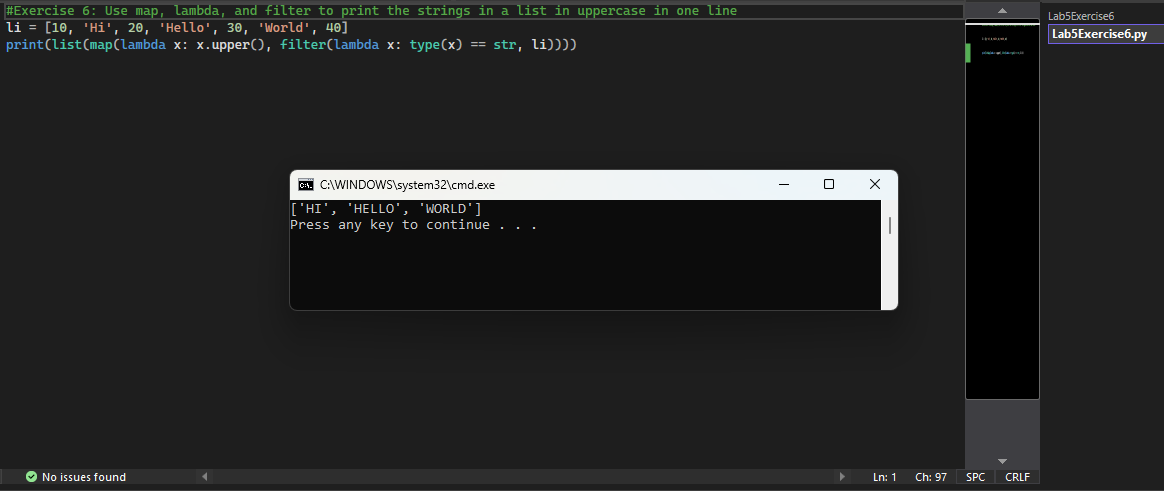 #Exercise 6: Use map, lambda, and filter to print the strings in a list in uppercase in one line
li = [10, 'Hi', 20, 'Hello', 30, 'World', 40]
print(list(map(lambda x: x.upper(), filter(lambda x: type(x) == str, li))))
Lab5Exercise6
Lab5Exercise6.py
C:\WINDOWS\system32\cmd.exe
['HI', 'HELLO', 'WORLD']
Press any key to continue . . .
No issues found
Ln: 1 Ch: 97 SPC CRLF